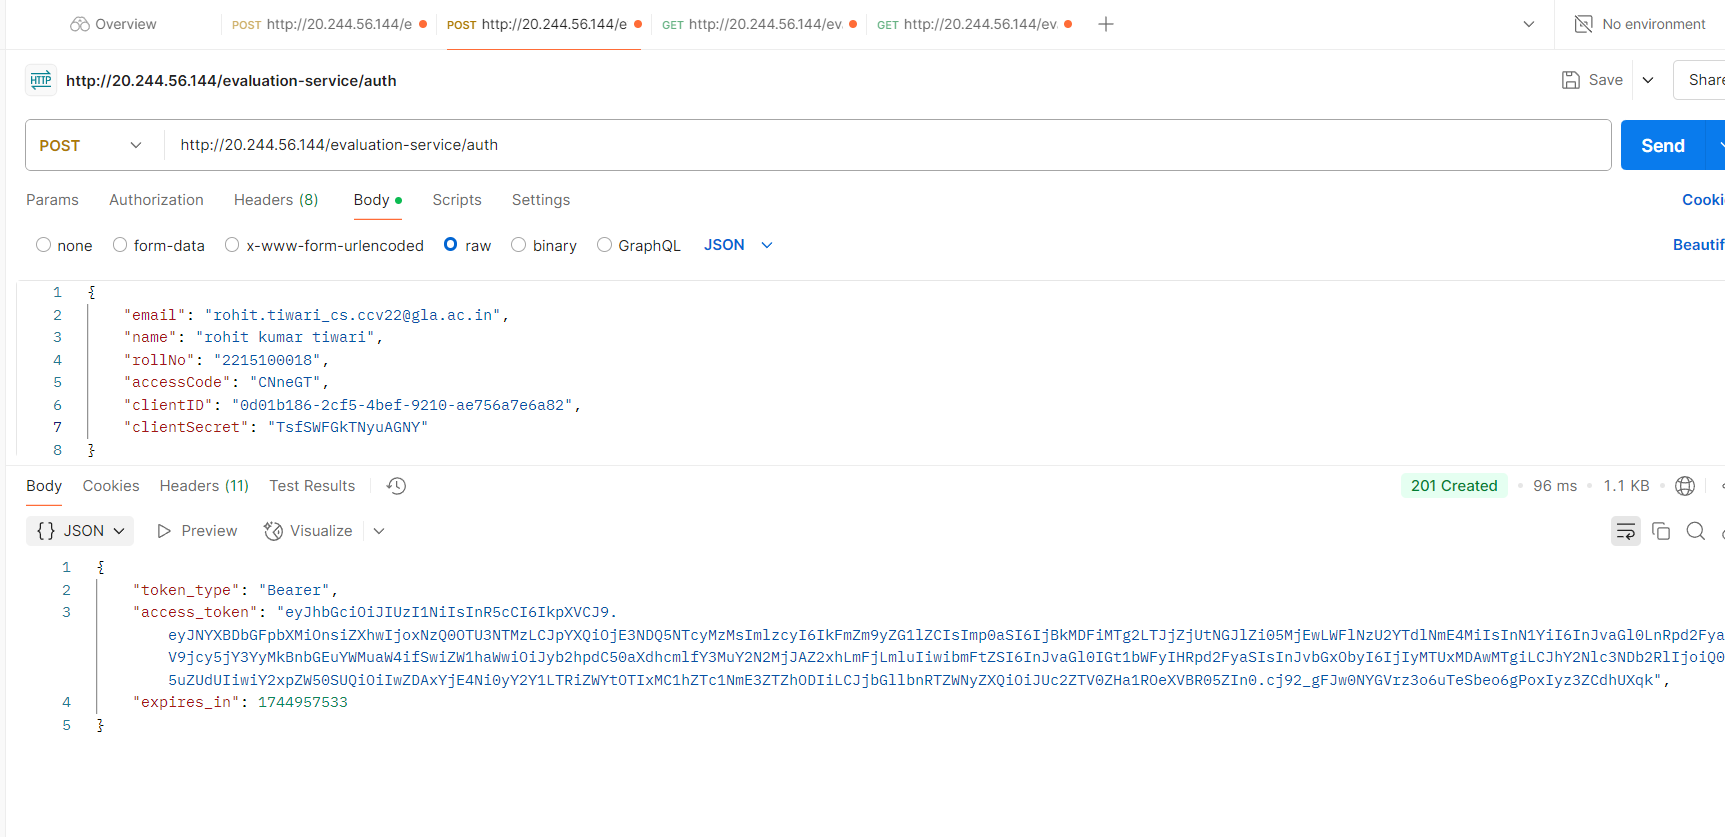 Overview
POST http://20.244.56.144/e
POST http://20.244.56.144/e
GET http://20.244.56.144/ev
GET http://20.244.56.144/ev
No environment
HTTP http://20.244.56.144/evaluation-service/auth
Save
Share
POST
http://20.244.56.144/evaluation-service/auth
Send
Params Authorization Headers (8) Body Scripts Settings
Cooki
none form-data x-www-form-urlencoded raw binary GraphQL JSON
Beautif
1 {
2 "email": "rohit.tiwari_cs.ccv22@gla.ac.in",
3 "name": "rohit kumar tiwari",
4 "rollNo": "2215100018",
5 "accessCode": "CNneGT",
6 "clientID": "0d01b186-2cf5-4bef-9210-ae756a7e6a82",
7 "clientSecret": "TsfSWFGkTNyuAGNY"
8 }
Body Cookies Headers (11) Test Results
201 Created 96 ms 1.1 KB
{} JSON Preview Visualize
1 {
2 "token_type": "Bearer",
3 "access_token": "eyJhbGciOiJIUzI1NiIsInR5cCI6IkpXVCJ9.
4 "expires_in": 1744957533
5 }